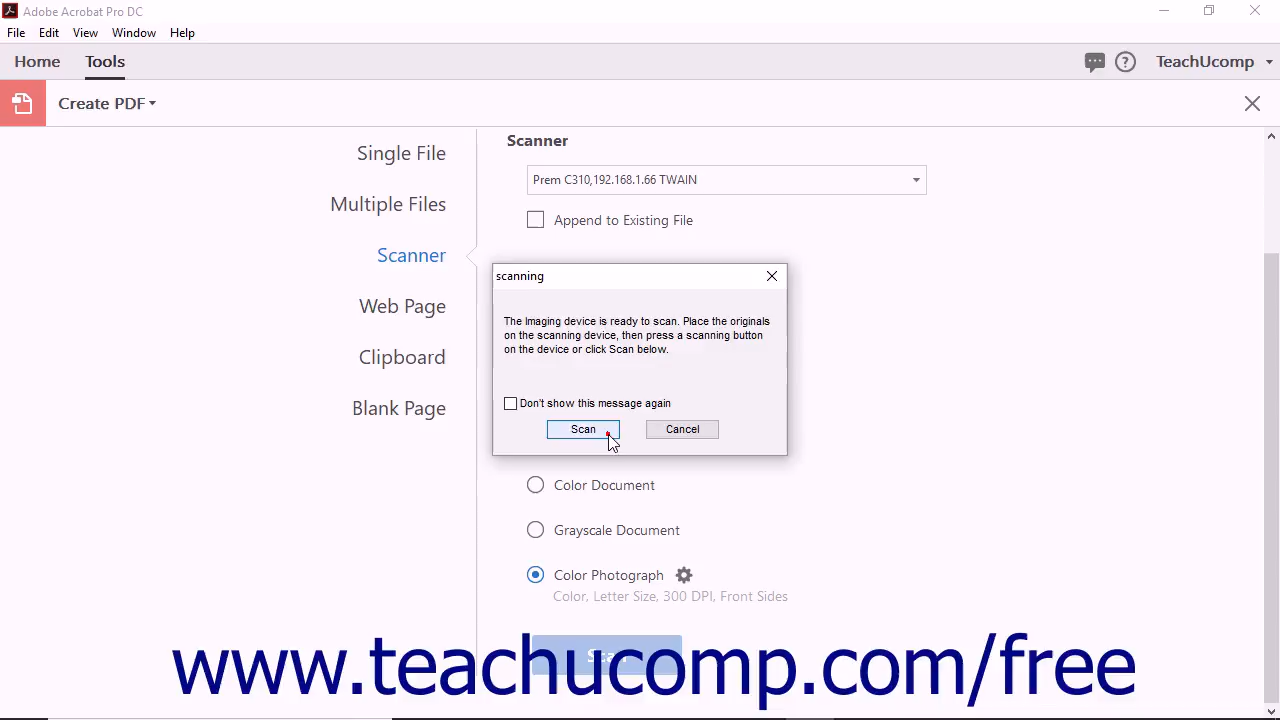 Adobe Acrobat Pro DC
File Edit View Window Help
Home Tools
? TeachUcomp
Create PDF
Single File
Multiple Files
Scanner
Web Page
Clipboard
Blank Page
Scanner
Prem C310,192.168.1.66 TWAIN
Append to Existing File
scanning
The Imaging device is ready to scan. Place the originals
on the scanning device, then press a scanning button
on the device or click Scan below.
Don't show this message again
Scan Cancel
Color Document
Grayscale Document
Color Photograph
Color, Letter Size, 300 DPI, Front Sides
Scan
www.teachucomp.com/free